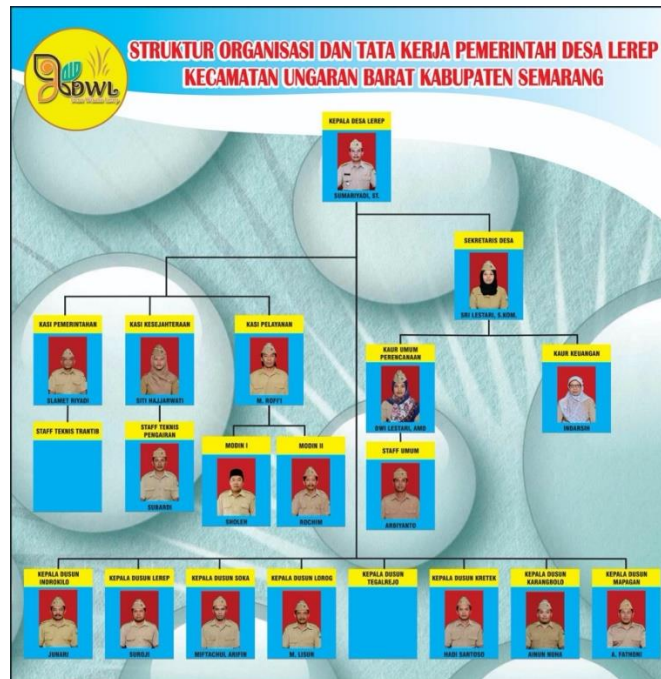 DWL
STRUKTUR ORGANISASI DAN TATA KERJA PEMERINTAH DESA LEREP
KECAMATAN UNGARAN BARAT KABUPATEN SEMARANG
KEPALA DESA LEREP
SUMARIYADI, ST.
SEKRETARIS DESA
SRI LESTARI, S.KOM.
KASI PEMERINTAHAN
SLAMET RIYADI
KASI KESEJAHTERAAN
SITI HAJJARWATI
KASI PELAYANAN
M. ROFI'I
KAUR UMUM
PERENCANAAN
DWI LESTARI, AMD
KAUR KEUANGAN
INDARSIH
STAFF TEKNIS TRANTIB
STAFF TEKNIS
PENGAIRAN
SUBARDI
MODIN I
SHOLEH
MODIN II
ROCHIM
STAFF UMUM
ARDIYANTO
KEPALA DUSUN
INDROKILO
JUNARI
KEPALA DUSUN LEREP
SUROJI
KEPALA DUSUN SOKA
MIFTACHUL ARIFIN
KEPALA DUSUN LOROG
M. LISUN
KEPALA DUSUN
TEGALREJO
KEPALA DUSUN KRETEK
HADI SANTOSO
KEPALA DUSUN
KARANGBOLO
AINUN NUHA
KEPALA DUSUN
MAPAGAN
A. FATHONI